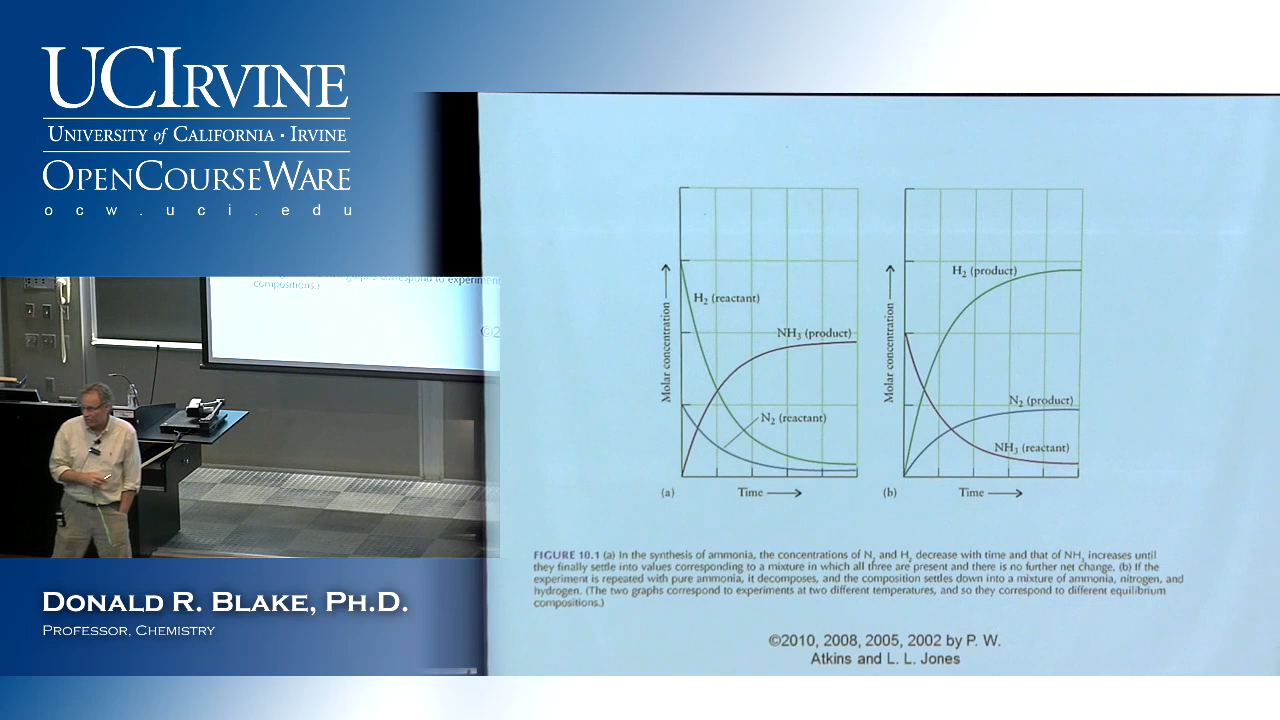 UCIRVINE
UNIVERSITY of CALIFORNIA · IRVINE
OPENCOURSEWARE
ocw.uci.edu
compositions.)
©2
DONALD R. BLAKE, PH.D.
PROFESSOR, CHEMISTRY
Molar concentration
H₂ (reactant)
NH₃ (product)
N₂ (reactant)
(a)
Time
Molar concentration
H₂ (product)
N₂ (product)
NH₃ (reactant)
(b)
Time
FIGURE 10.1 (a) In the synthesis of ammonia, the concentrations of N₂ and H₂ decrease with time and that of NH₃ increases until
they finally settle into values corresponding to a mixture in which all three are present and there is no further net change. (b) If the
experiment is repeated with pure ammonia, it decomposes, and the composition settles down into a mixture of ammonia, nitrogen, and
hydrogen. (The two graphs correspond to experiments at two different temperatures, and so they correspond to different equilibrium
compositions.)
©2010, 2008, 2005, 2002 by P. W.
Atkins and L. L. Jones